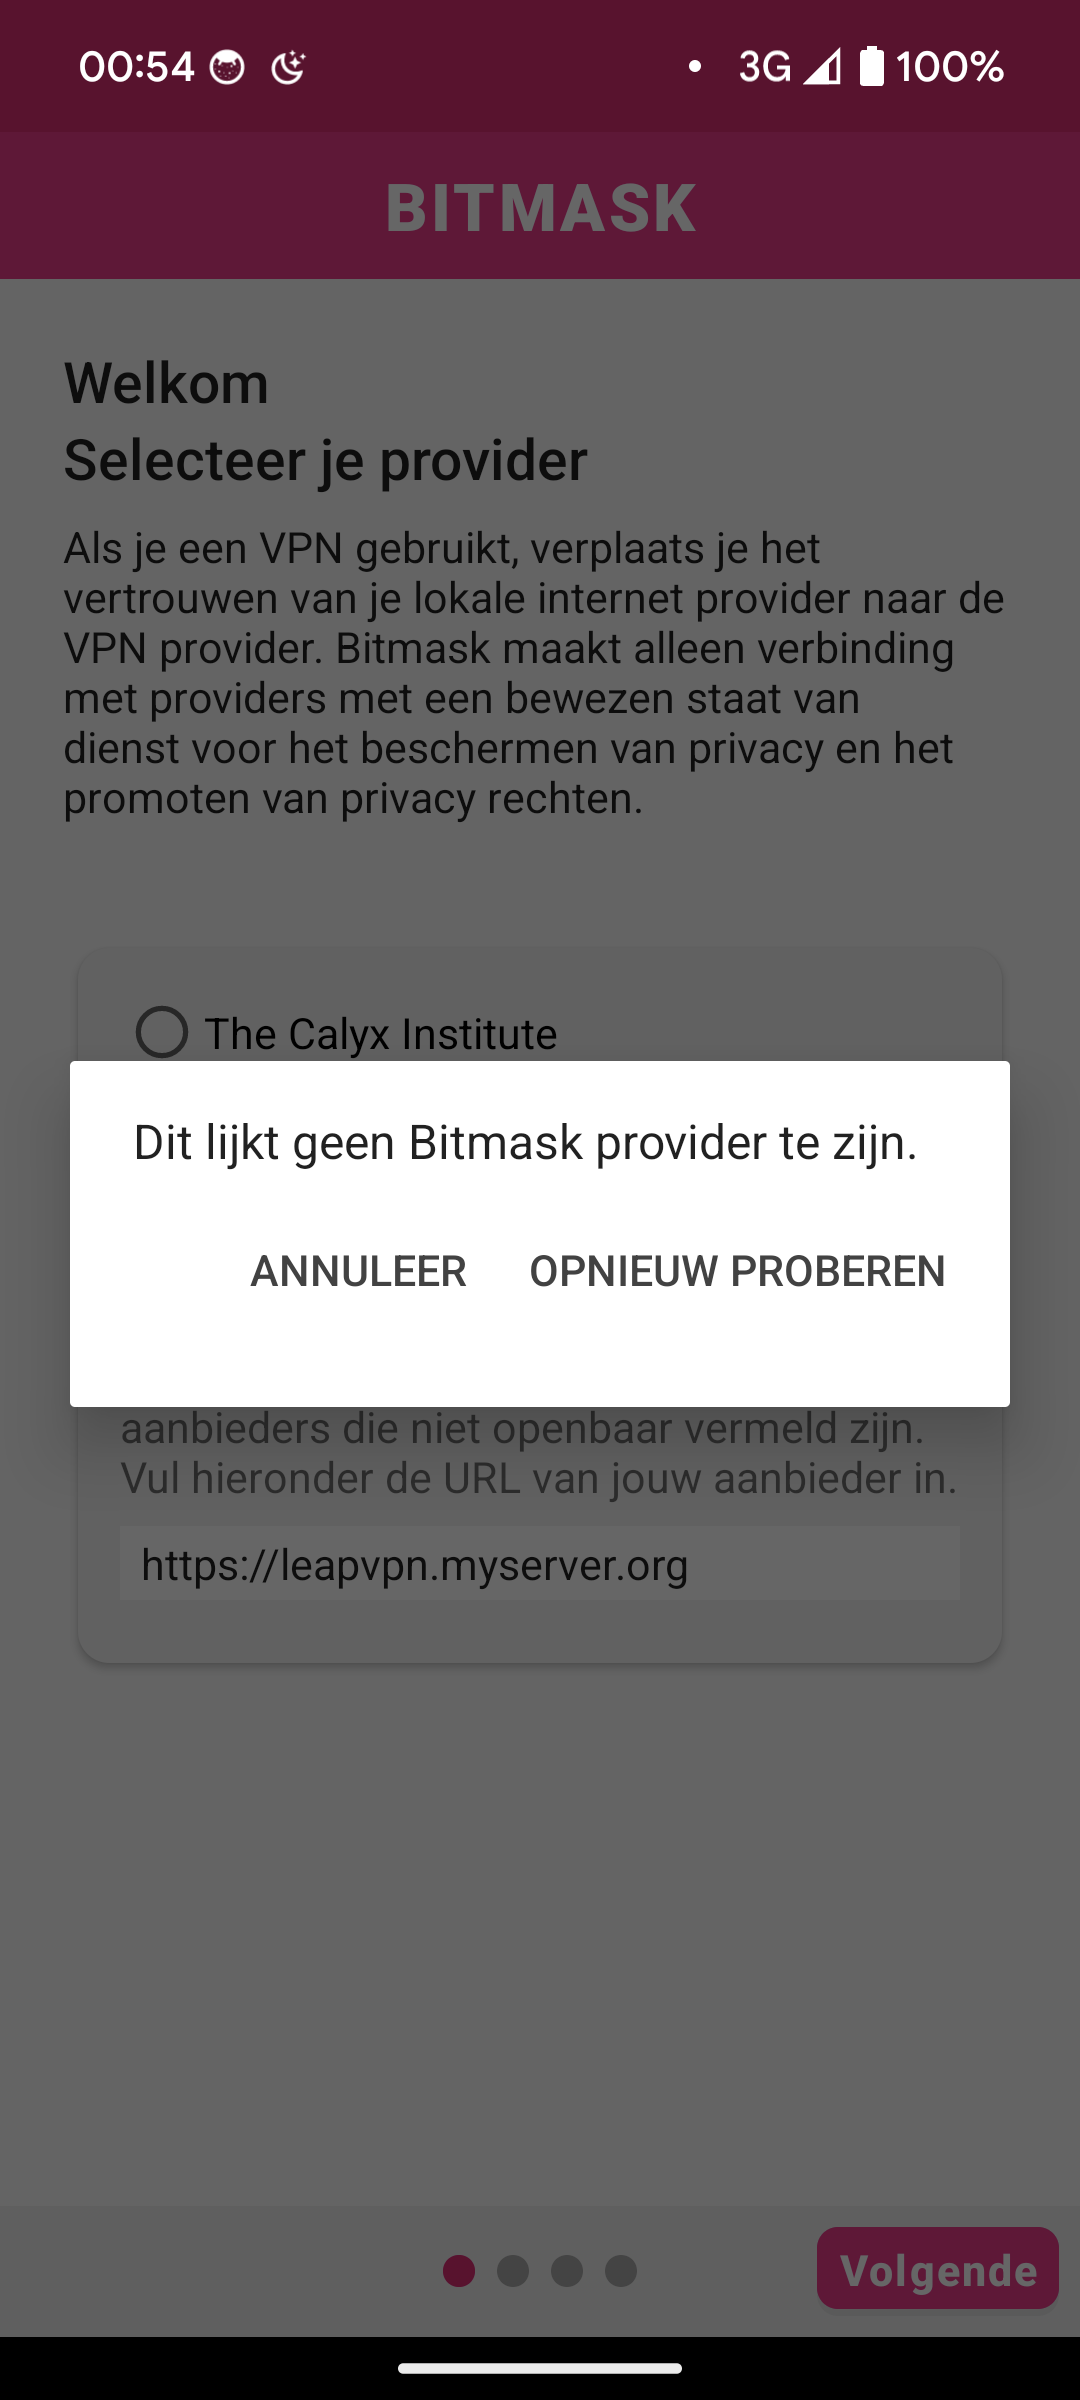 00:54
3G 100%
BITMASK
Welkom
Selecteer je provider
Als je een VPN gebruikt, verplaats je het
vertrouwen van je lokale internet provider naar de
VPN provider. Bitmask maakt alleen verbinding
met providers met een bewezen staat van
dienst voor het beschermen van privacy en het
promoten van privacy rechten.
The Calyx Institute
Dit lijkt geen Bitmask provider te zijn.
ANNULEER OPNIEUW PROBEREN
aanbieders die niet openbaar vermeld zijn.
Vul hieronder de URL van jouw aanbieder in.
https://leapvpn.myserver.org
Volgende